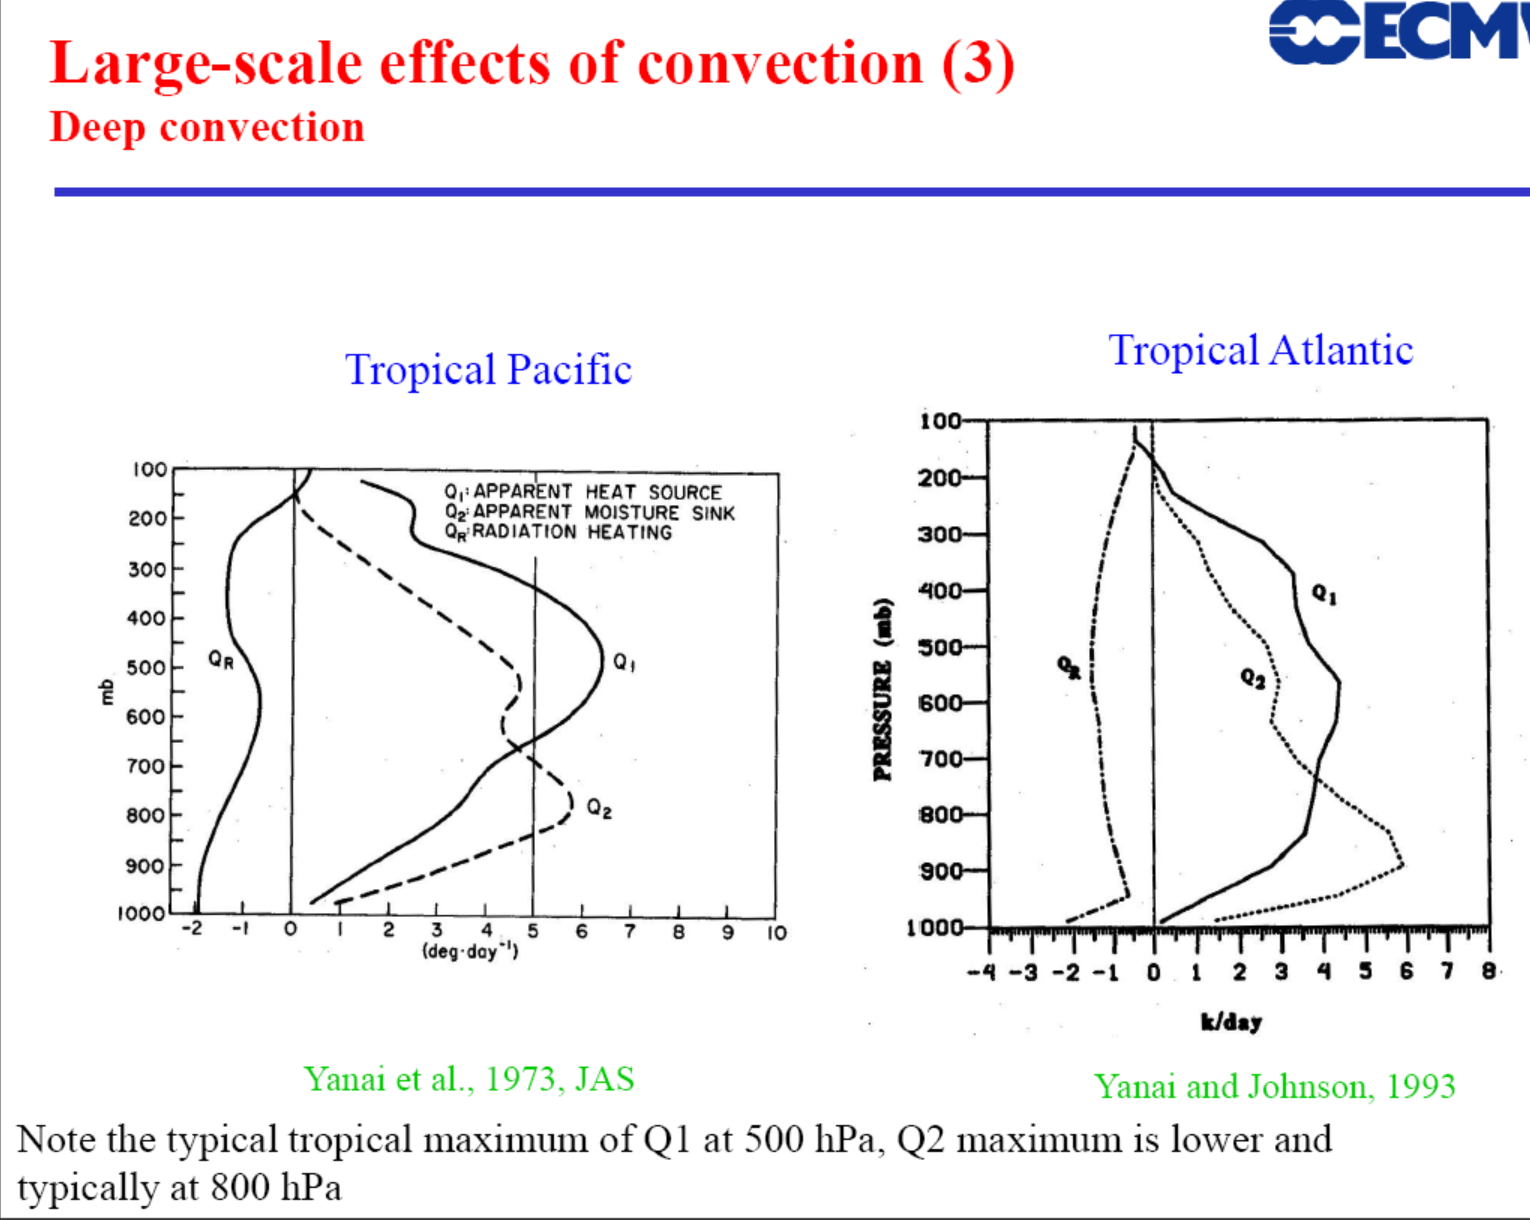 Large-scale effects of convection (3)
Deep convection
ECMW
Tropical Pacific
100
200
300
400
500
600
700
800
900
1000
mb
Q1: APPARENT HEAT SOURCE
Q2: APPARENT MOISTURE SINK
QR: RADIATION HEATING
QR
Q1
Q2
-2 -1 0 1 2 3 4 5 6 7 8 9 10
(deg·day⁻¹)
Yanai et al., 1973, JAS
Tropical Atlantic
100
200
300
400
500
600
700
800
900
1000
PRESSURE (mb)
QR
Q2
Q1
-4 -3 -2 -1 0 1 2 3 4 5 6 7 8
k/day
Yanai and Johnson, 1993
Note the typical tropical maximum of Q1 at 500 hPa, Q2 maximum is lower and
typically at 800 hPa